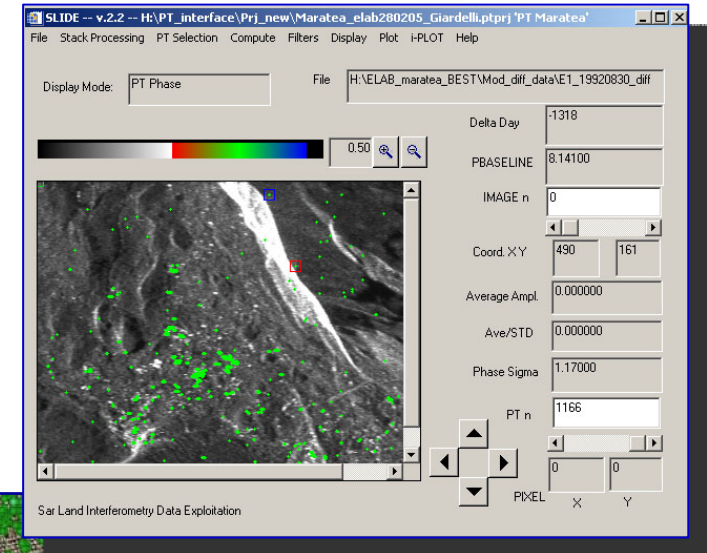 SLIDE -- v.2.2 -- H:\PT_interface\Prj_new\Maratea_elab280205_Giardelli.ptprj 'PT Maratea'
File Stack Processing PT Selection Compute Filters Display Plot i-PLOT Help
Display Mode: PT Phase File H:\ELAB_maratea_BEST\Mod_diff_data\E1_19920830_diff
0.50
Delta Day -1318
PBASELINE 8.14100
IMAGE n 0
Coord. X Y 490 161
Average Ampl. 0.000000
Ave/STD 0.000000
Phase Sigma 1.17000
PT n 1166
0 0
PIXEL X Y
Sar Land Interferometry Data Exploitation